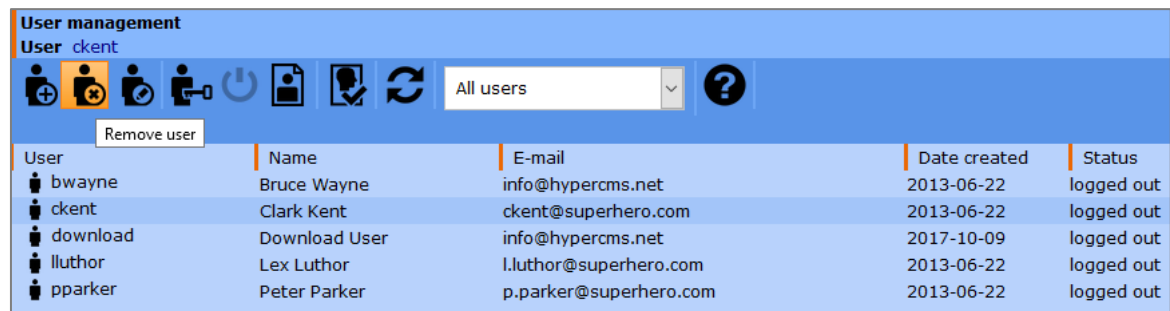 User management
User ckent
All users
?
Remove user
User Name E-mail Date created Status
bwayne Bruce Wayne info@hypercms.net 2013-06-22 logged out
ckent Clark Kent ckent@superhero.com 2013-06-22 logged out
download Download User info@hypercms.net 2017-10-09 logged out
lluthor Lex Luthor l.luthor@superhero.com 2013-06-22 logged out
pparker Peter Parker p.parker@superhero.com 2013-06-22 logged out